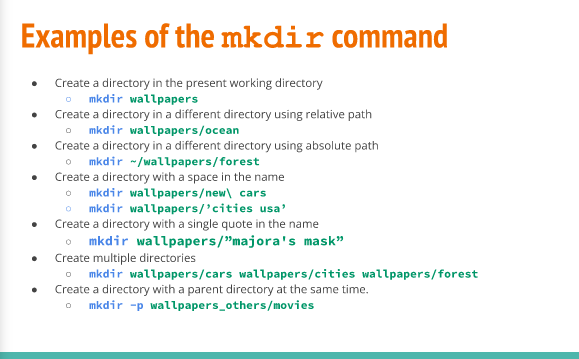 Examples of the mkdir command
● Create a directory in the present working directory
○ mkdir wallpapers
● Create a directory in a different directory using relative path
○ mkdir wallpapers/ocean
● Create a directory in a different directory using absolute path
○ mkdir ~/wallpapers/forest
● Create a directory with a space in the name
○ mkdir wallpapers/new\ cars
○ mkdir wallpapers/’cities usa’
● Create a directory with a single quote in the name
○ mkdir wallpapers/”majora's mask”
● Create multiple directories
○ mkdir wallpapers/cars wallpapers/cities wallpapers/forest
● Create a directory with a parent directory at the same time.
○ mkdir -p wallpapers_others/movies